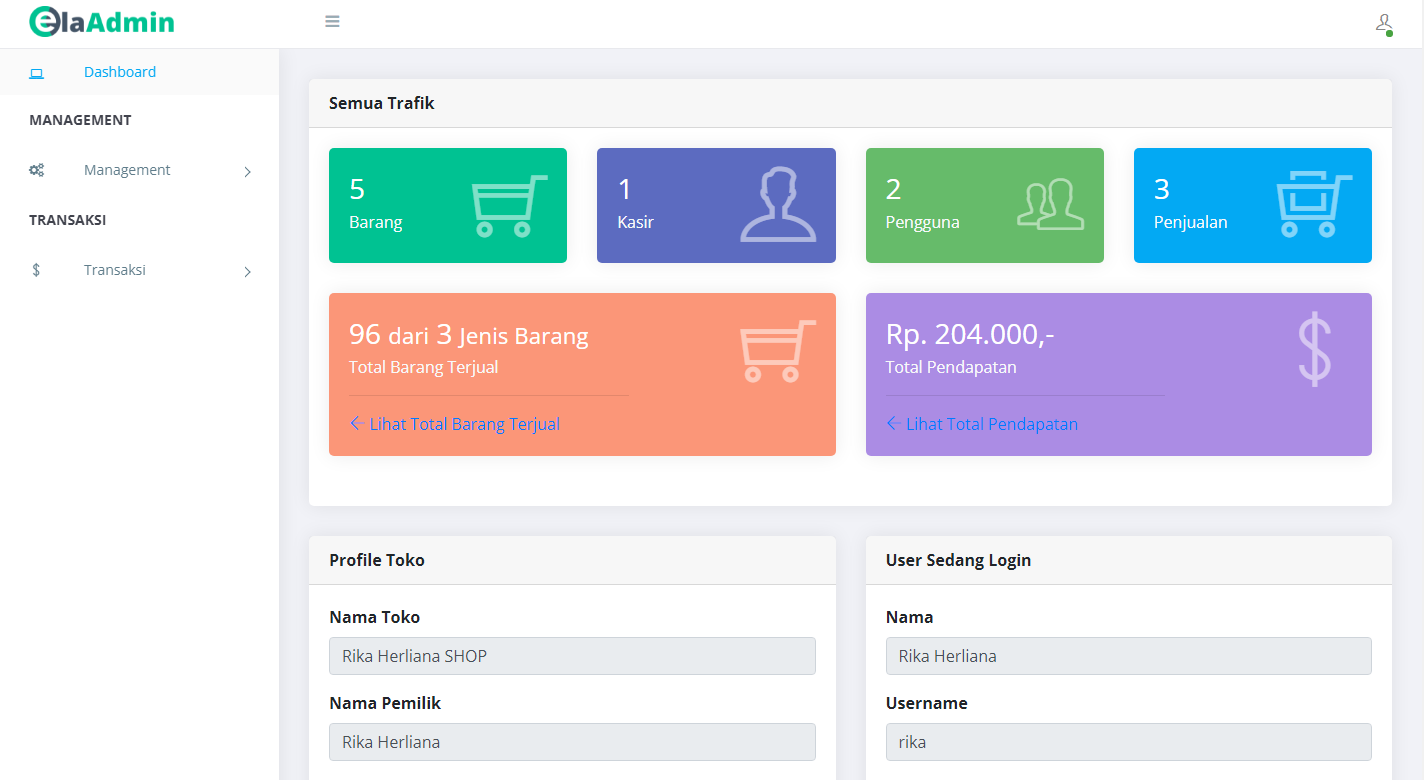 elaAdmin
Dashboard
MANAGEMENT
Management
TRANSAKSI
Transaksi
Semua Trafik
5
Barang
1
Kasir
2
Pengguna
3
Penjualan
96 dari 3 Jenis Barang
Total Barang Terjual
Lihat Total Barang Terjual
Rp. 204.000,-
Total Pendapatan
Lihat Total Pendapatan
Profile Toko
Nama Toko
Rika Herliana SHOP
Nama Pemilik
Rika Herliana
User Sedang Login
Nama
Rika Herliana
Username
rika